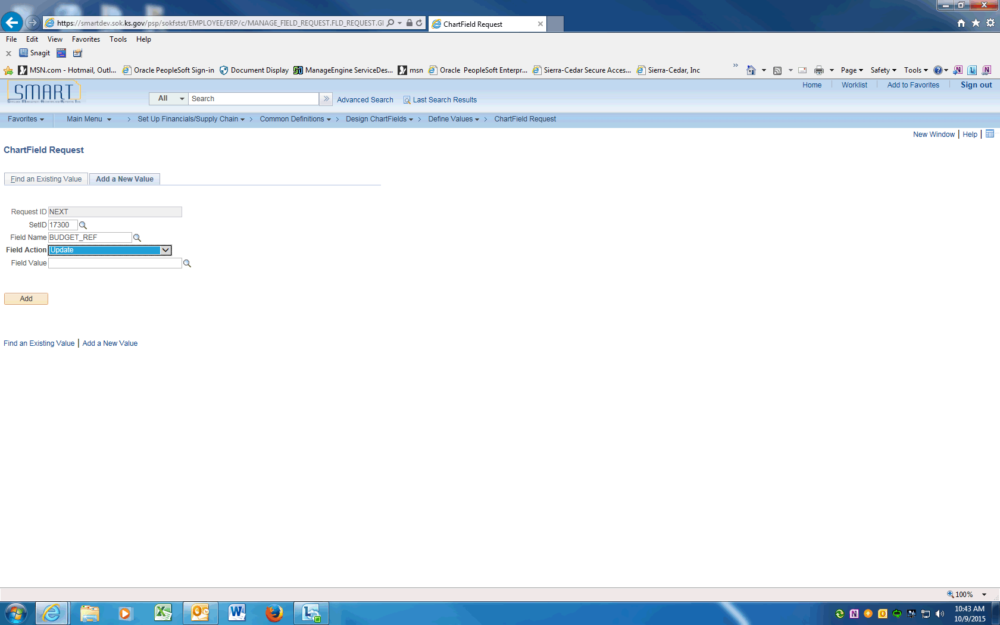 https://smartdev.sok.ks.gov/psp/sokfstst/EMPLOYEE/ERP/c/MANAGE_FIELD_REQUEST.FLD_REQUEST.GI
ChartField Request
File Edit View Favorites Tools Help
x Snagit
MSN.com - Hotmail, Outl... Oracle PeopleSoft Sign-in Document Display ManageEngine ServiceDes... msn Oracle PeopleSoft Enterpr... Sierra-Cedar Secure Acces... Sierra-Cedar, Inc » Page Safety Tools
SMART
Home Worklist Add to Favorites Sign out
All Search » Advanced Search Last Search Results
Favorites Main Menu > Set Up Financials/Supply Chain > Common Definitions > Design ChartFields > Define Values > ChartField Request
New Window | Help |
ChartField Request
Find an Existing Value Add a New Value
Request ID NEXT
SetID 17300
Field Name BUDGET_REF
Field Action Update
Field Value
Add
Find an Existing Value | Add a New Value
100%
10:43 AM
10/9/2015